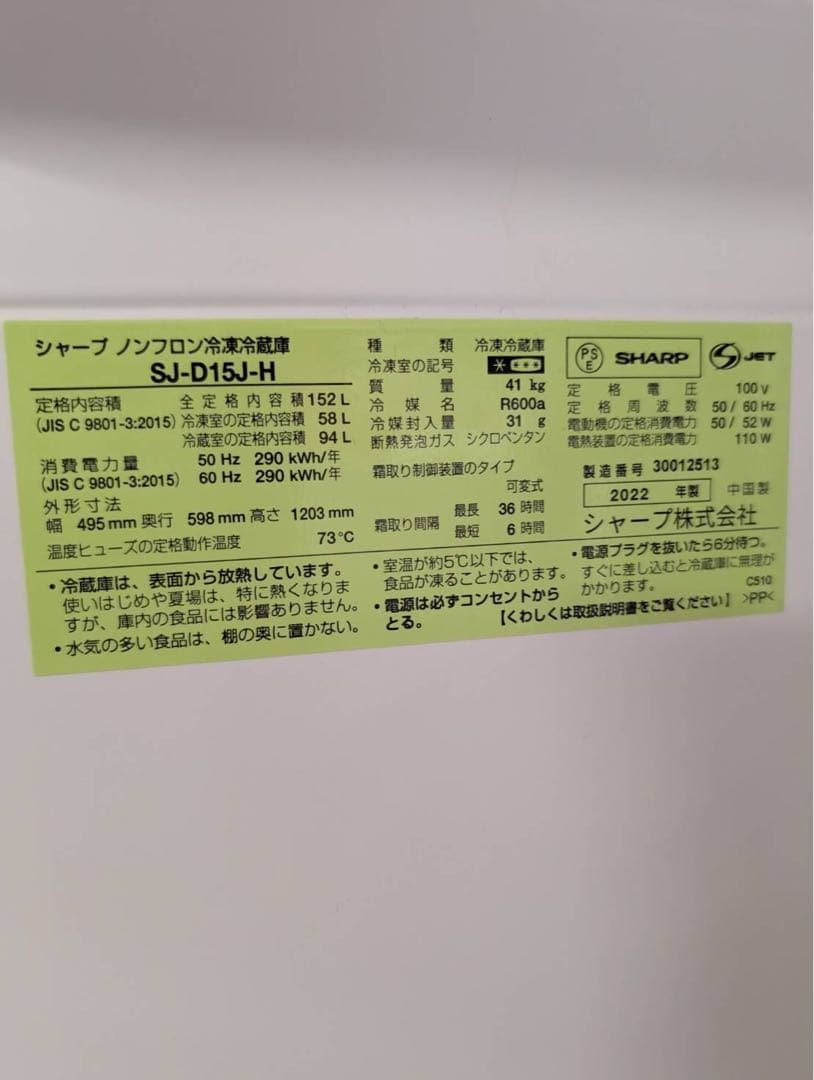 シャープ ノンフロン冷凍冷蔵庫
SJ-D15J-H
定格内容積 全定格内容積 152 L
(JIS C 9801-3:2015) 冷凍室の定格内容積 58 L
冷蔵室の定格内容積 94 L
消費電力量 50 Hz 290 kWh/年
(JIS C 9801-3:2015) 60 Hz 290 kWh/年
外形寸法
幅 495 mm 奥行 598 mm 高さ 1203 mm
温度ヒューズの定格動作温度 73℃
種類 冷凍冷蔵庫
冷凍室の記号
質量 41 kg
冷媒名 R600a
冷媒封入量 31 g
断熱発泡ガス シクロペンタン
霜取り制御装置のタイプ
可変式
霜取り間隔 最長 36 時間
最短 6 時間
PSE SHARP S JET
定格電圧 100 V
定格周波数 50 / 60 Hz
電動機の定格消費電力 50 / 52 W
電熱装置の定格消費電力 110 W
製造番号 30012513
2022 年製 中国製
シャープ株式会社
・冷蔵庫は、表面から放熱しています。
使いはじめや夏場は、特に熱くなりま
すが、庫内の食品には影響ありません。
・水気の多い食品は、棚の奥に置かない。
・室温が約5℃以下では、
食品が凍ることがあります。
・電源は必ずコンセントから
とる。
・電源プラグを抜いたら6分待つ。
すぐに差し込むと冷蔵庫に無理が
かかります。 C510
【くわしくは取扱説明書をご覧ください】 >PP<